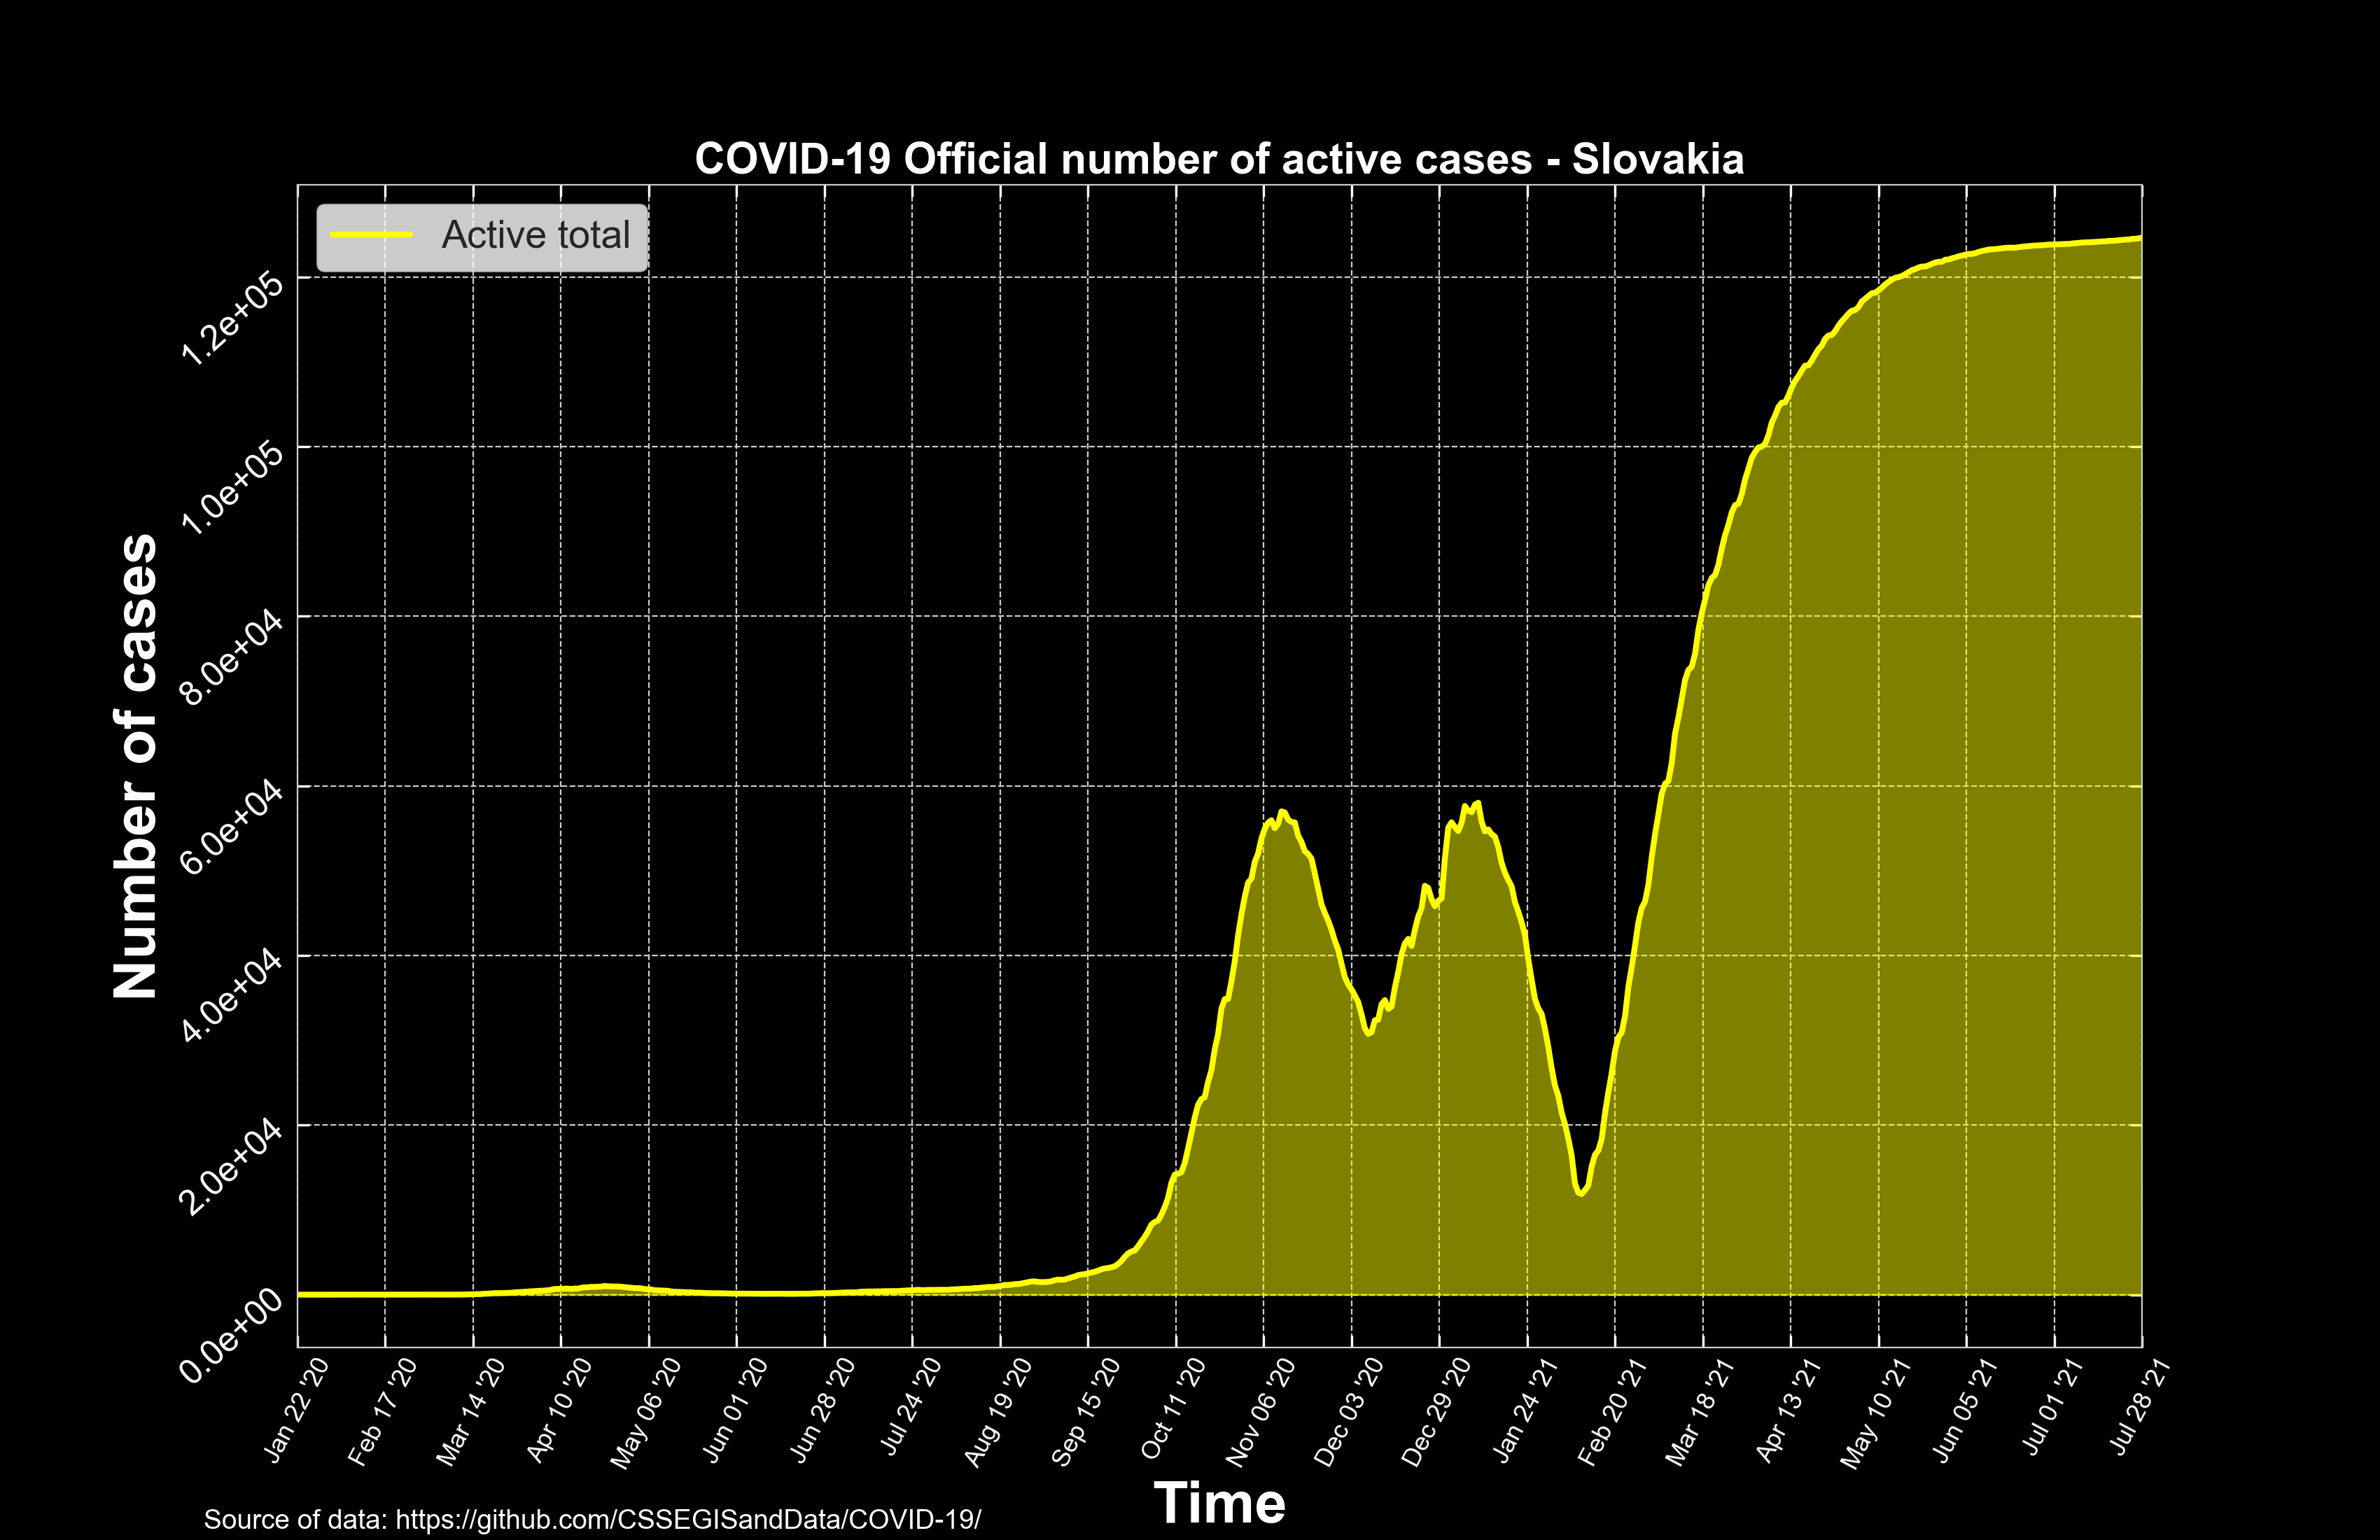 COVID-19 Official number of active cases - Slovakia
Active total
Number of cases
1.2e+05
1.0e+05
8.0e+04
6.0e+04
4.0e+04
2.0e+04
0.0e+00
Jan 22 '20
Feb 17 '20
Mar 14 '20
Apr 10 '20
May 06 '20
Jun 01 '20
Jun 28 '20
Jul 24 '20
Aug 19 '20
Sep 15 '20
Oct 11 '20
Nov 06 '20
Dec 03 '20
Dec 29 '20
Jan 24 '21
Feb 20 '21
Mar 18 '21
Apr 13 '21
May 10 '21
Jun 05 '21
Jul 01 '21
Jul 28 '21
Time
Source of data: https://github.com/CSSEGISandData/COVID-19/